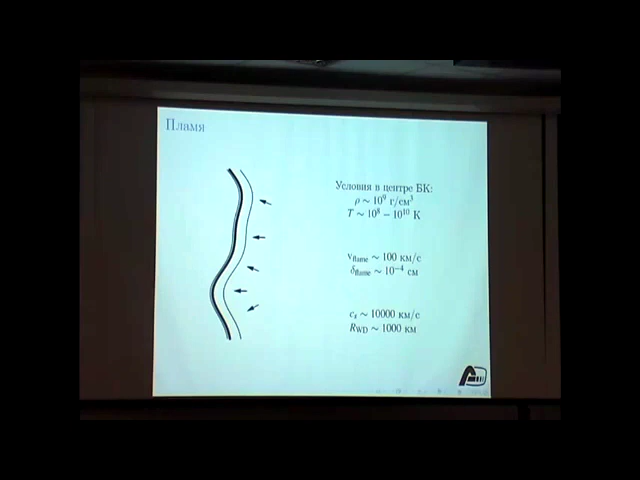 Пламя
Условия в центре БК:
ρ ∼ 10⁹ г/см³
T ∼ 10⁸ − 10¹⁰ К
v_flame ∼ 100 км/с
δ_flame ∼ 10⁻⁴ см
c_s ∼ 10000 км/с
R_WD ∼ 1000 км